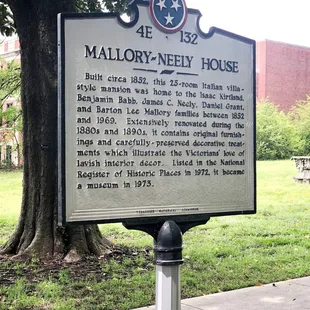 4E 132
MALLORY-NEELY HOUSE
Built circa 1852, this 25-room Italian villa-
style mansion was home to the Isaac Kirtland,
Benjamin Babb, James C. Neely, Daniel Grant,
and Barton Lee Mallory families between 1852
and 1969. Extensively renovated during the
1880s and 1890s, it contains original furnish-
ings and carefully-preserved decorative treat-
ments which illustrate the Victorians' love of
lavish interior decor. Listed in the National
Register of Historic Places in 1972, it became
a museum in 1973.
TENNESSEE HISTORICAL COMMISSION